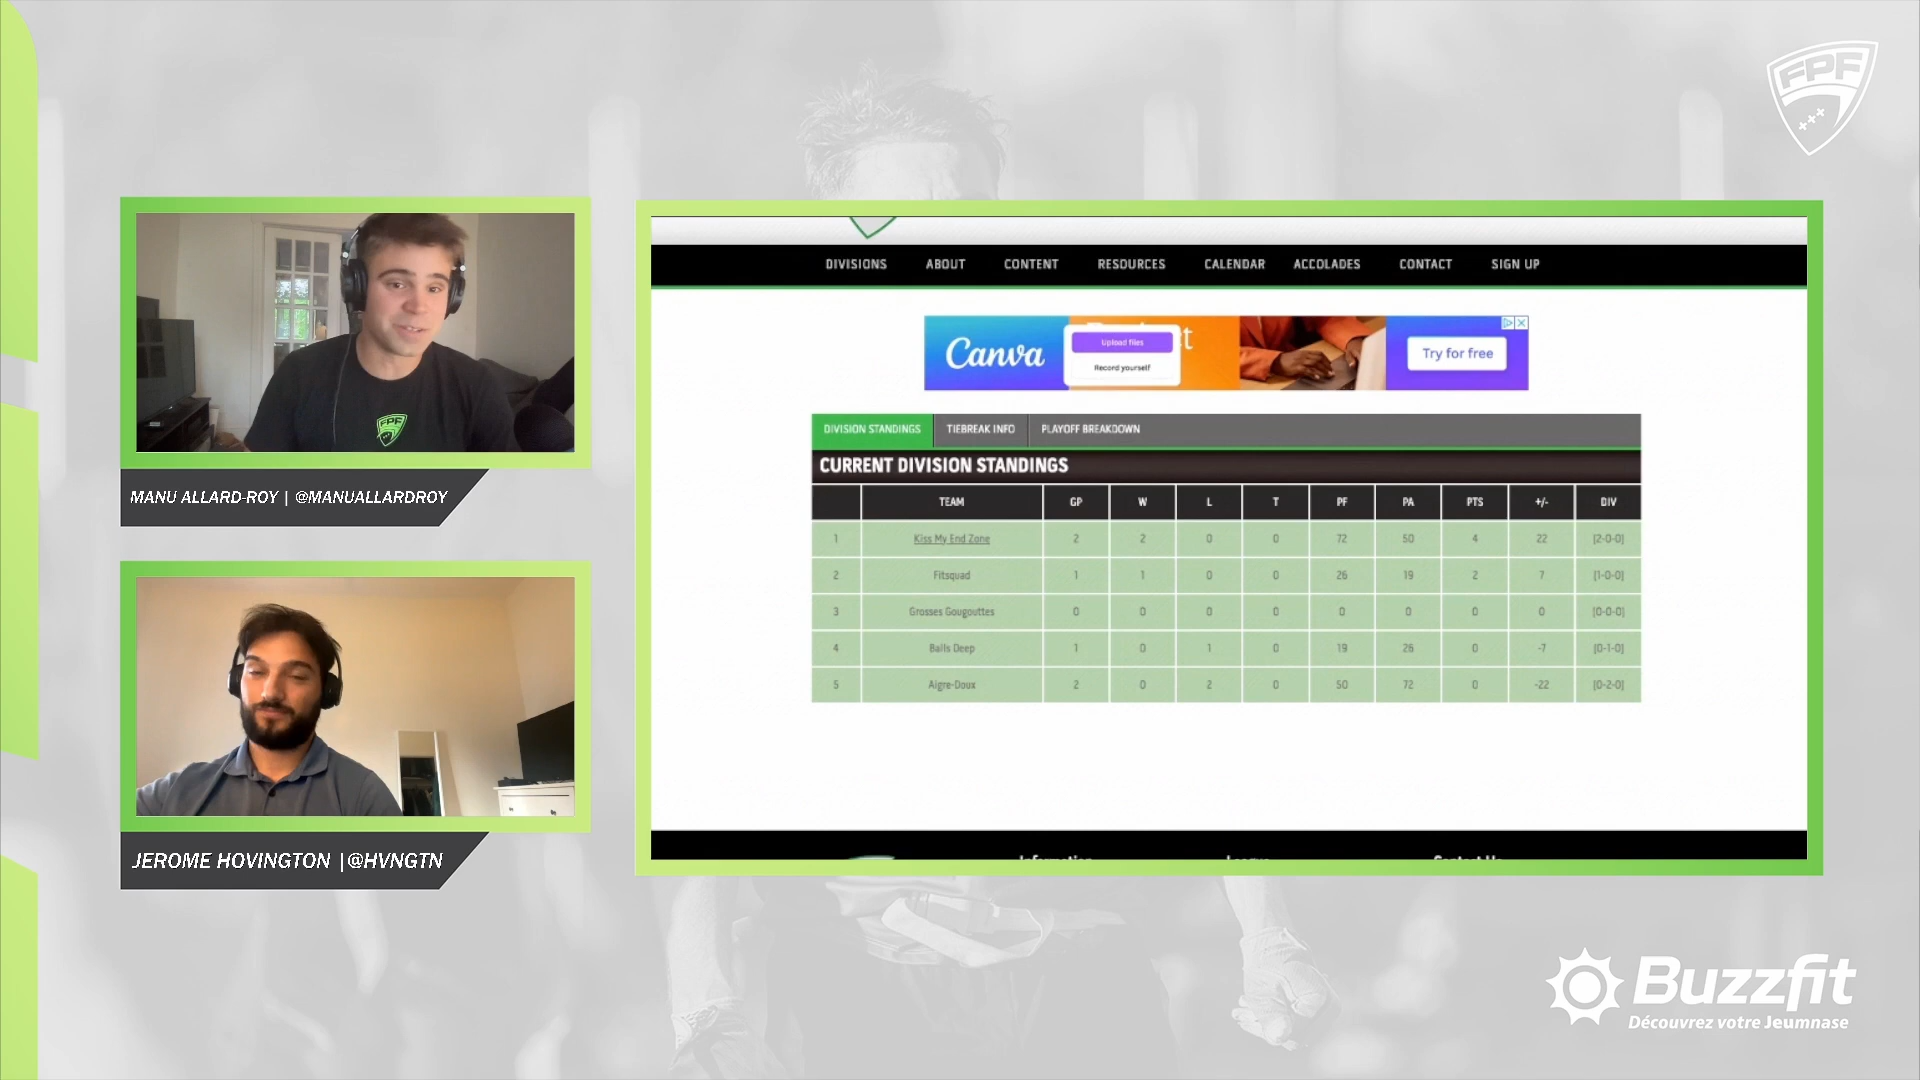 FPF
FPF
MANU ALLARD-ROY | @MANUALLARDROY
JEROME HOVINGTON |@HVNGTN
DIVISIONS ABOUT CONTENT RESOURCES CALENDAR ACCOLADES CONTACT SIGN UP
Canva Upload files Record yourself Try for free
DIVISION STANDINGS TIEBREAK INFO PLAYOFF BREAKDOWN
CURRENT DIVISION STANDINGS
TEAM GP W L T PF PA PTS +/- DIV
1 Kiss My End Zone 2 2 0 0 72 50 4 22 [2-0-0]
2 Fitsquad 1 1 0 0 26 19 2 7 [1-0-0]
3 Grosses Gougouttes 0 0 0 0 0 0 0 0 [0-0-0]
4 Balls Deep 1 0 1 0 19 26 0 -7 [0-1-0]
5 Aigre-Doux 2 0 2 0 50 72 0 -22 [0-2-0]
Information League Contact Us
Buzzfit
Découvrez votre Jeumnase